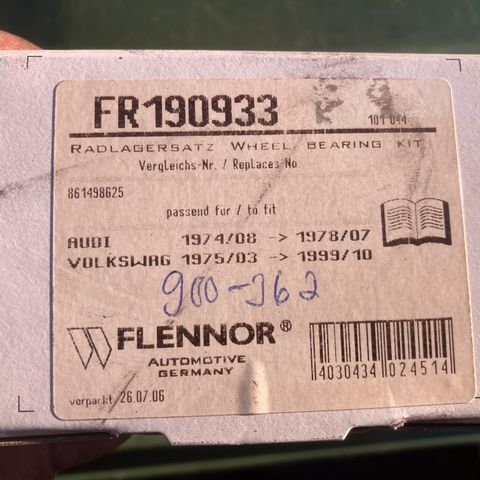 FR190933
101 044
RADLAGERSATZ WHEEL BEARING KIT
Vergleichs-Nr. / Replaces No
861498625
passend für / to fit
AUDI 1974/08 -> 1978/07
VOLKSWAG 1975/03 -> 1999/10
900-362
FLENNOR®
AUTOMOTIVE
GERMANY
verpackt 26.07.06
4030434 024514